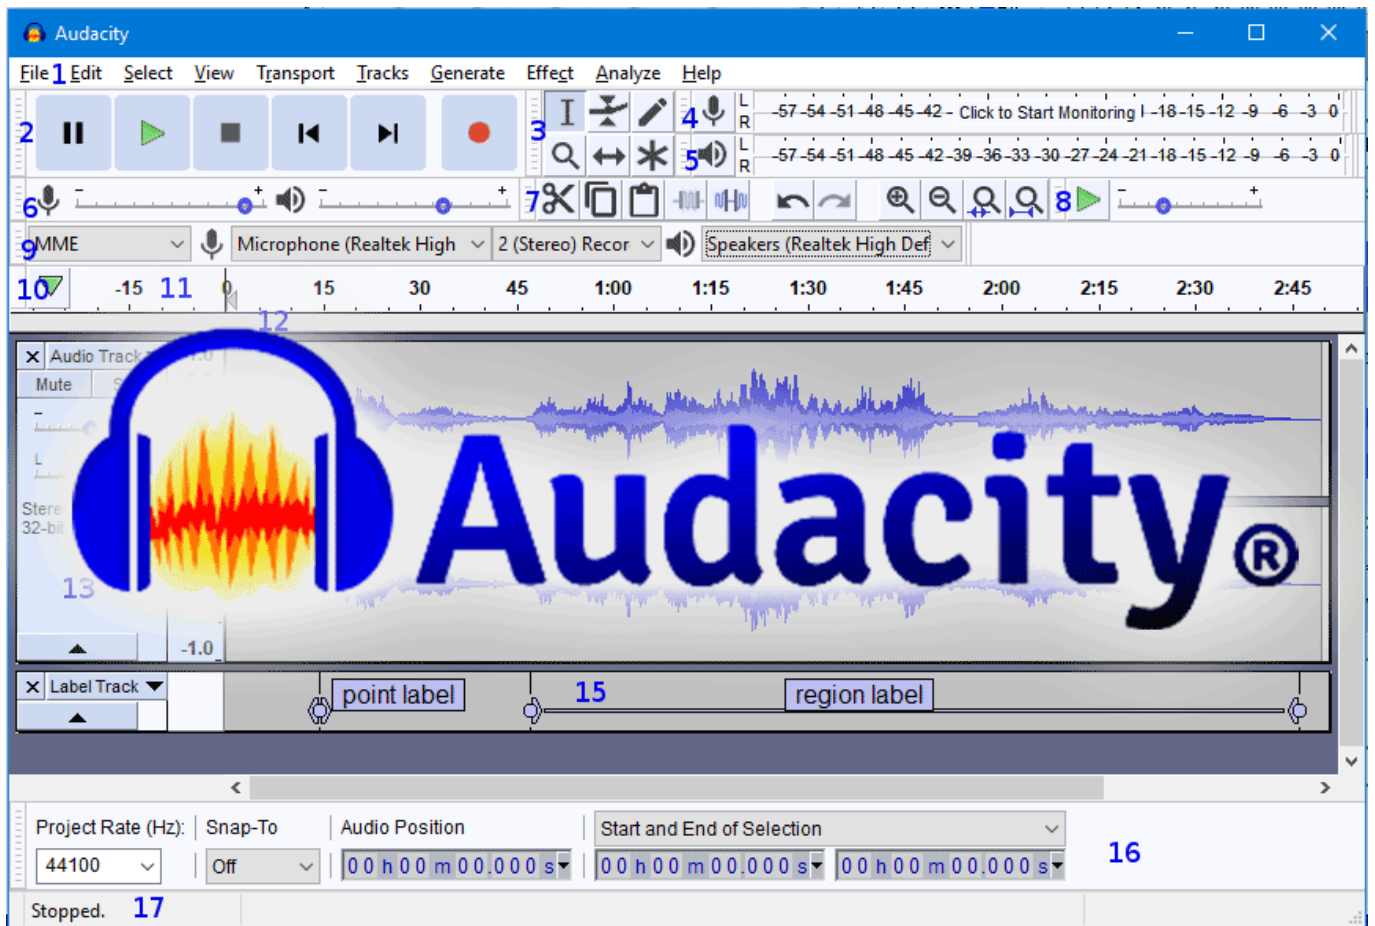 Audacity
File 1 Edit Select View Transport Tracks Generate Effect Analyze Help
2 3 4 L R -57 -54 -51 -48 -45 -42 - Click to Start Monitoring -18 -15 -12 -9 -6 -3 0
5 L R -57 -54 -51 -48 -45 -42 -39 -36 -33 -30 -27 -24 -21 -18 -15 -12 -9 -6 -3 0
6 - + - + 7 8 - +
9 MME Microphone (Realtek High 2 (Stereo) Recor Speakers (Realtek High Def
10 -15 11 0 15 30 45 1:00 1:15 1:30 1:45 2:00 2:15 2:30 2:45
12
X Audio Track 1.0
Mute
L
Stere
32-bit
Audacity®
13
-1.0
X Label Track point label 15 region label
Project Rate (Hz): Snap-To Audio Position Start and End of Selection
44100 Off 00 h 00 m 00.000 s 00 h 00 m 00.000 s 00 h 00 m 00.000 s 16
Stopped. 17